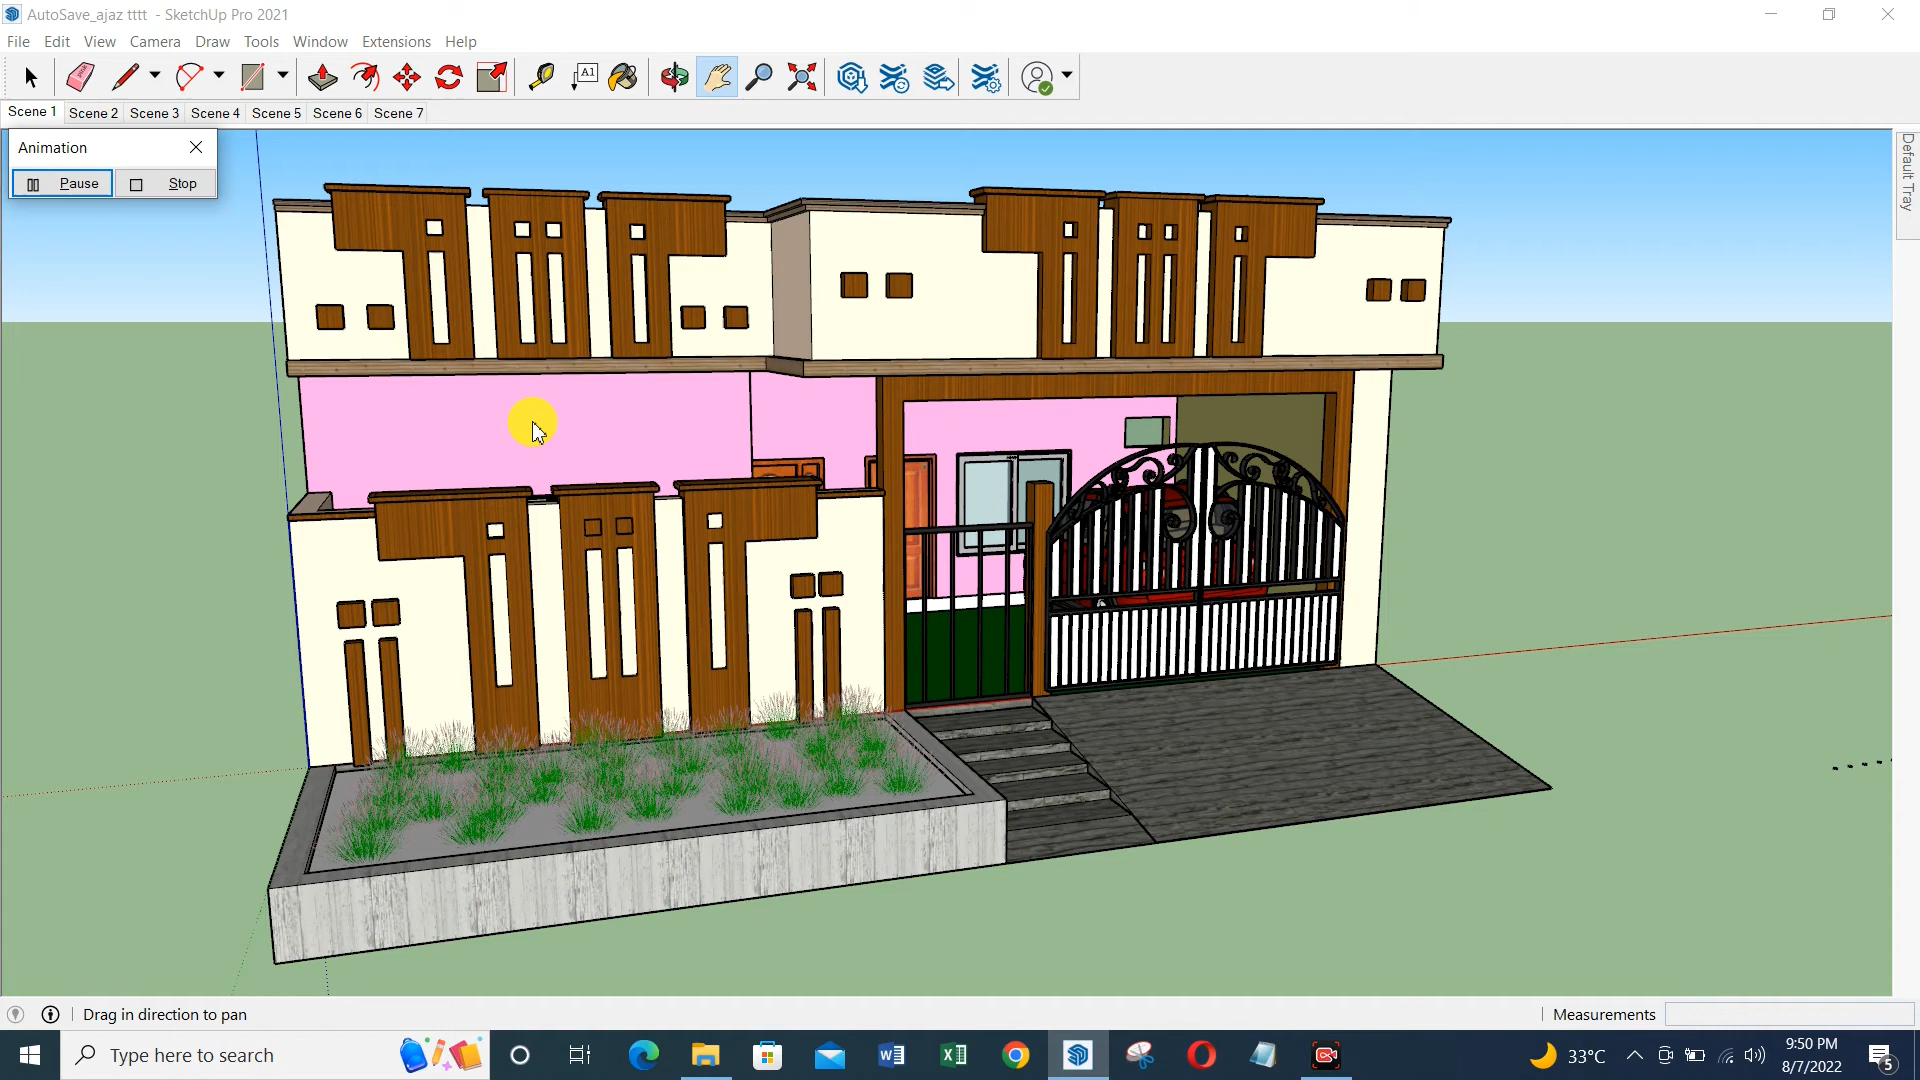 AutoSave_ajaz tttt - SketchUp Pro 2021
File Edit View Camera Draw Tools Window Extensions Help
A1
Scene 1 Scene 2 Scene 3 Scene 4 Scene 5 Scene 6 Scene 7
Default Tray
Animation
Pause Stop
Drag in direction to pan
Measurements
Type here to search
33°C
9:50 PM
8/7/2022
5